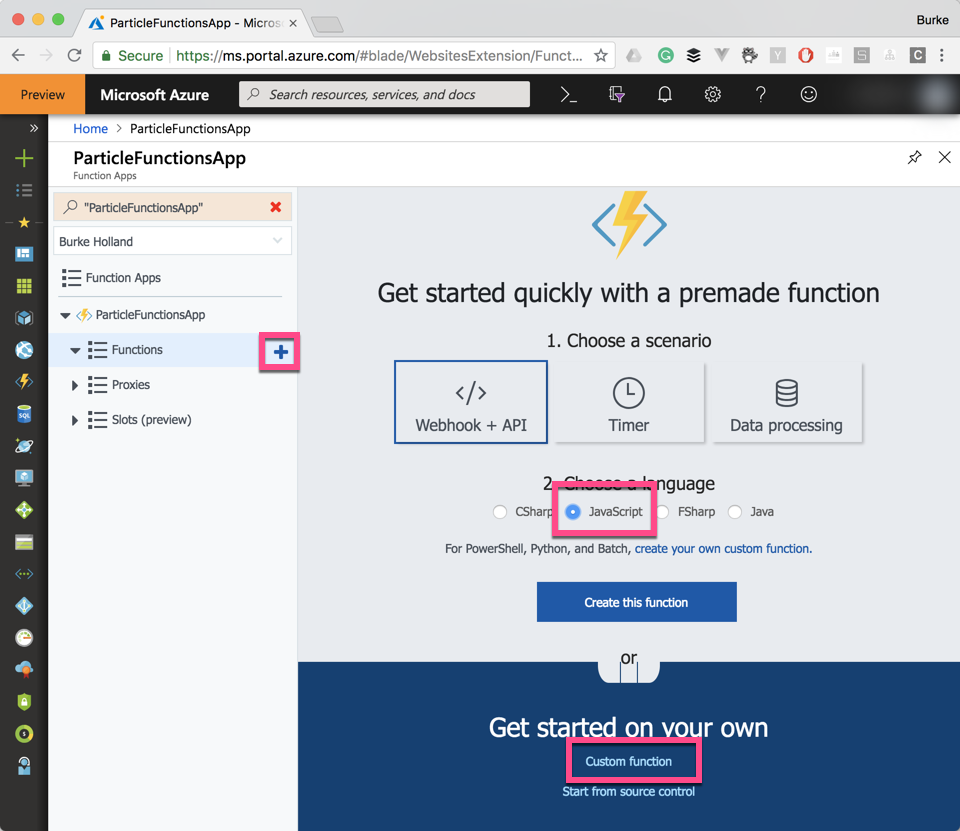 ParticleFunctionsApp - Micros
Burke
Secure https://ms.portal.azure.com/#blade/WebsitesExtension/Funct...
Preview
Microsoft Azure
Search resources, services, and docs
Home > ParticleFunctionsApp
ParticleFunctionsApp
Function Apps
"ParticleFunctionsApp"
Burke Holland
Function Apps
ParticleFunctionsApp
Functions
Proxies
Slots (preview)
Get started quickly with a premade function
1. Choose a scenario
Webhook + API
Timer
Data processing
2. Choose a language
CSharp JavaScript FSharp Java
For PowerShell, Python, and Batch, create your own custom function.
Create this function
or
Get started on your own
Custom function
Start from source control